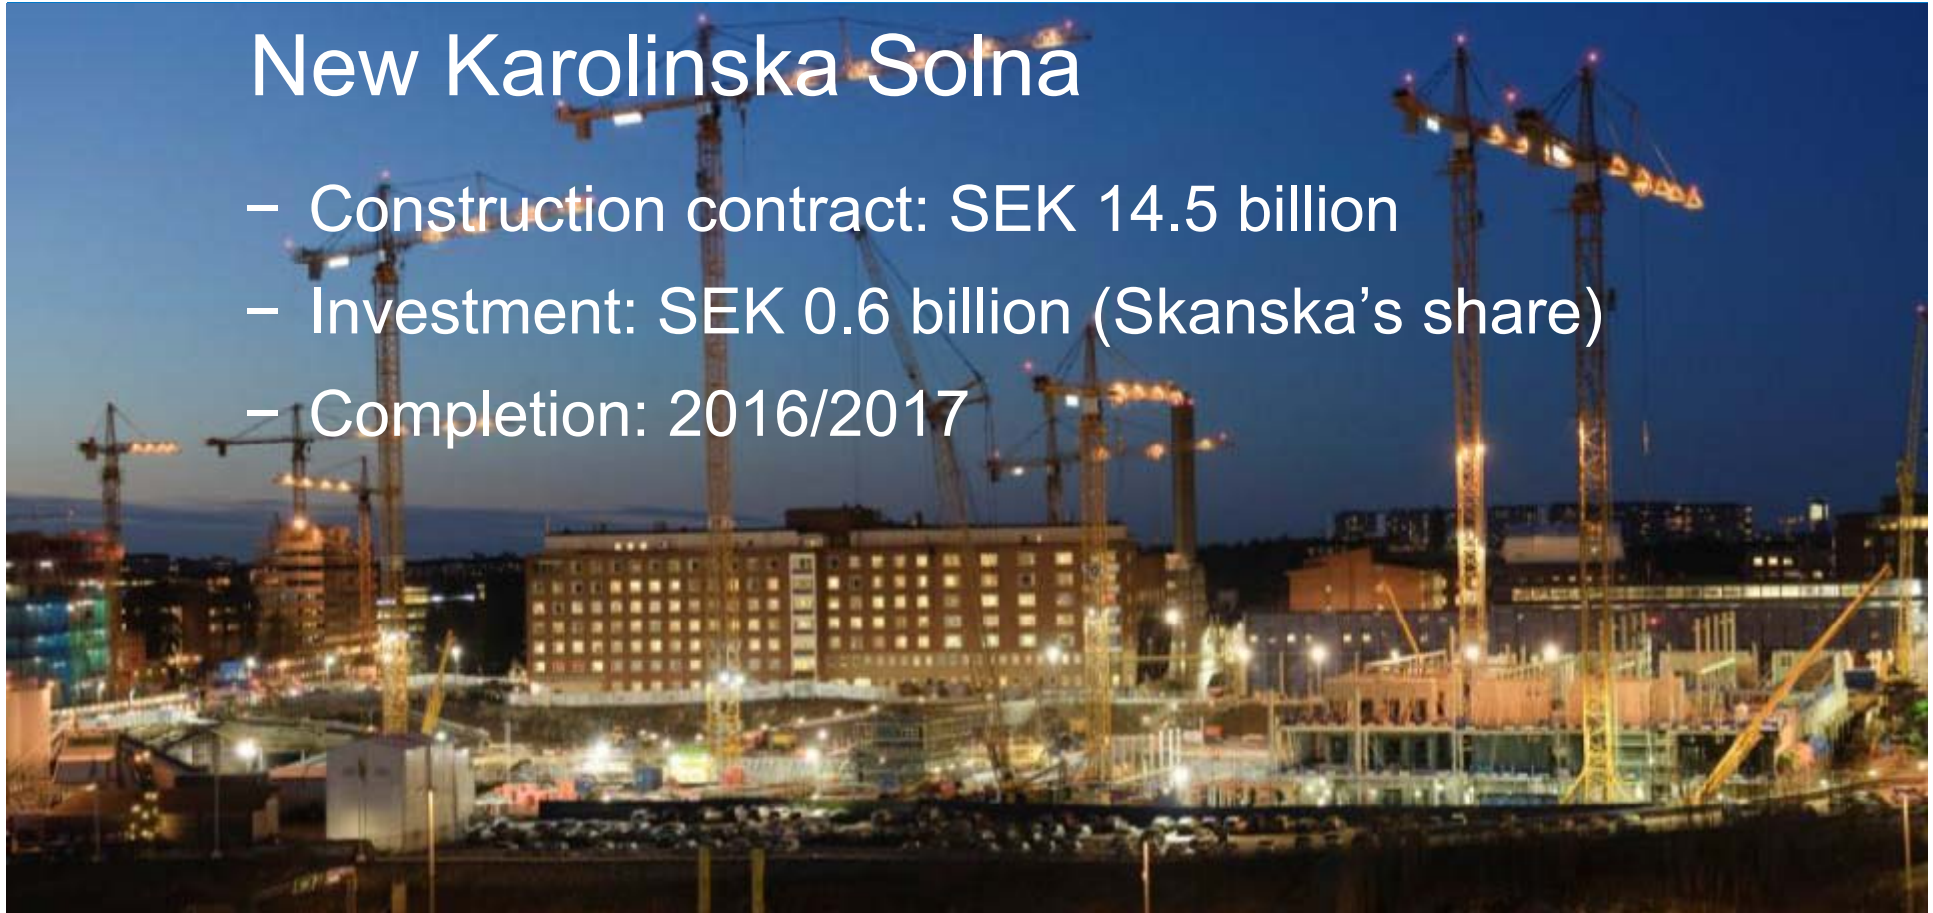 New Karolinska Solna
− Construction contract: SEK 14.5 billion
− Investment: SEK 0.6 billion (Skanska’s share)
− Completion: 2016/2017